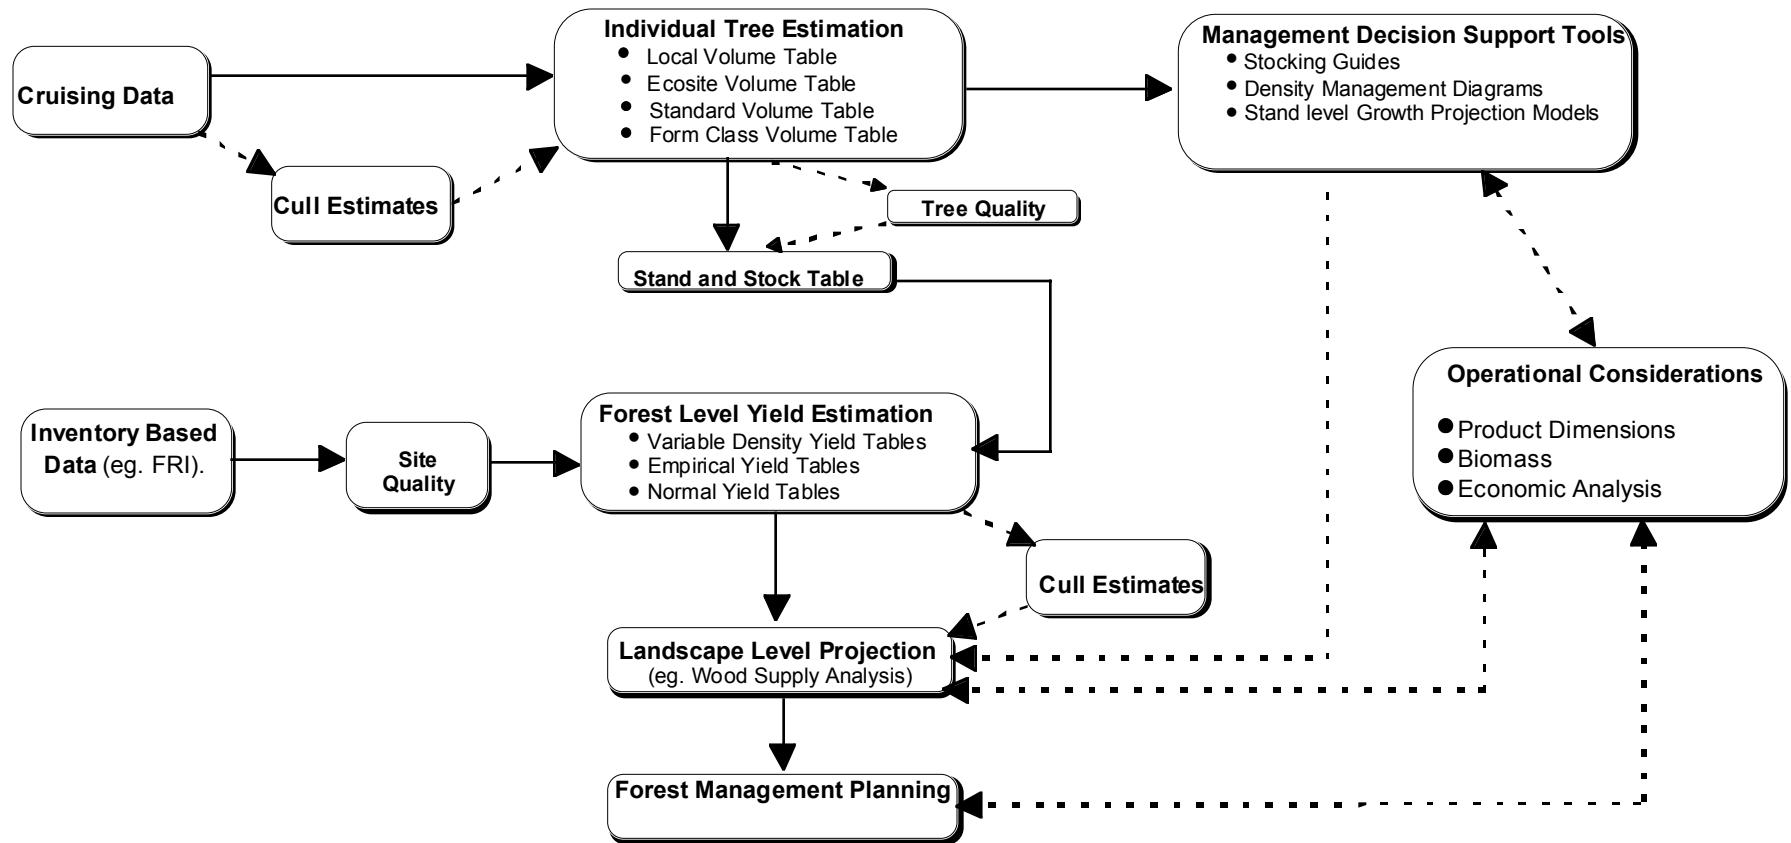 Individual Tree Estimation
• Local Volume Table
• Ecosite Volume Table
• Standard Volume Table
• Form Class Volume Table
Management Decision Support Tools
• Stocking Guides
• Density Management Diagrams
• Stand level Growth Projection Models
Cruising Data
Cull Estimates
Tree Quality
Stand and Stock Table
Operational Considerations
• Product Dimensions
• Biomass
• Economic Analysis
Inventory Based
Data (eg. FRI).
Site
Quality
Forest Level Yield Estimation
• Variable Density Yield Tables
• Empirical Yield Tables
• Normal Yield Tables
Cull Estimates
Landscape Level Projection
(eg. Wood Supply Analysis)
Forest Management Planning